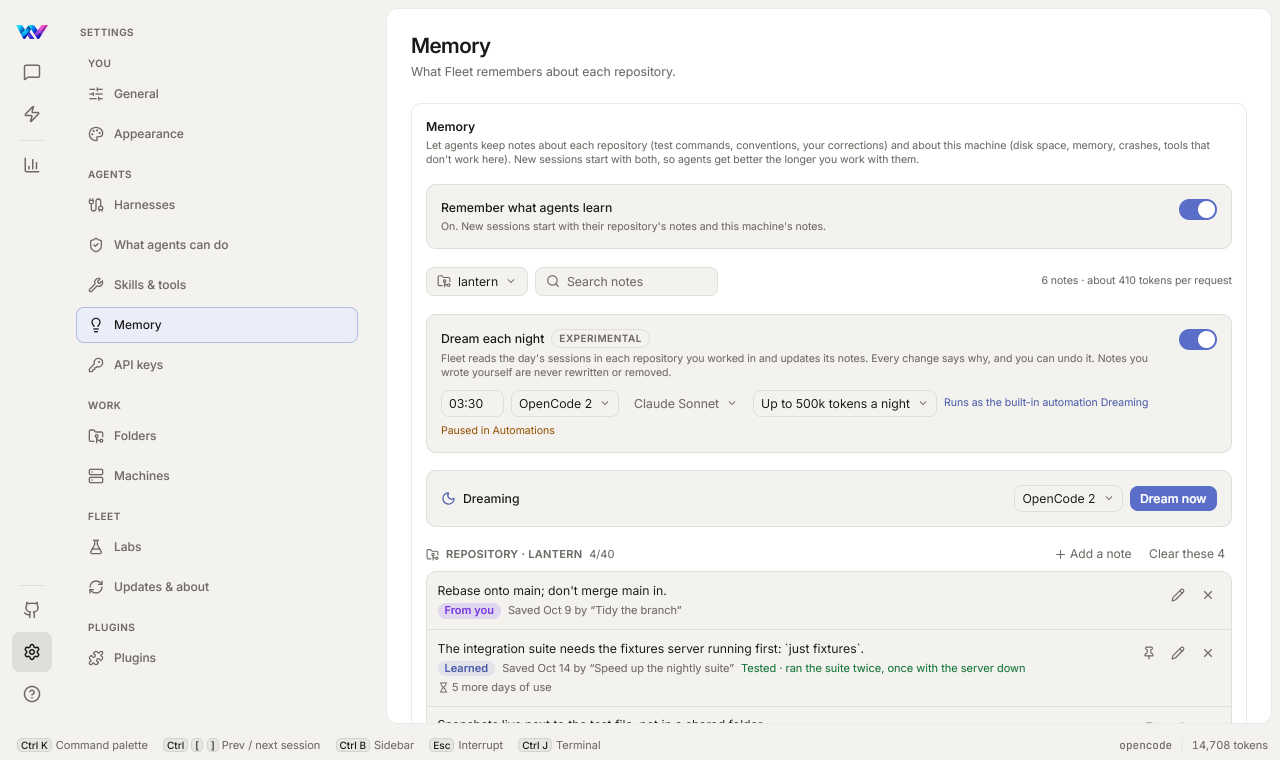 SETTINGS
YOU
General
Appearance
AGENTS
Harnesses
What agents can do
Skills & tools
Memory
API keys
WORK
Folders
Machines
FLEET
Labs
Updates & about
PLUGINS
Plugins
Memory
What Fleet remembers about each repository.
Memory
Let agents keep notes about each repository (test commands, conventions, your corrections) and about this machine (disk space, memory, crashes, tools that
don't work here). New sessions start with both, so agents get better the longer you work with them.
Remember what agents learn
On. New sessions start with their repository's notes and this machine's notes.
lantern
Search notes
6 notes · about 410 tokens per request
Dream each night EXPERIMENTAL
Fleet reads the day's sessions in each repository you worked in and updates its notes. Every change says why, and you can undo it. Notes you
wrote yourself are never rewritten or removed.
03:30 OpenCode 2 Claude Sonnet Up to 500k tokens a night Runs as the built-in automation Dreaming
Paused in Automations
Dreaming OpenCode 2 Dream now
REPOSITORY · LANTERN 4/40 + Add a note Clear these 4
Rebase onto main; don't merge main in.
From you Saved Oct 9 by “Tidy the branch”
The integration suite needs the fixtures server running first: `just fixtures`.
Learned Saved Oct 14 by “Speed up the nightly suite” Tested · ran the suite twice, once with the server down
5 more days of use
Snapshots live next to the test file, not in a shared folder.
Ctrl K Command palette Ctrl [ ] Prev / next session Ctrl B Sidebar Esc Interrupt Ctrl J Terminal
opencode 14,708 tokens